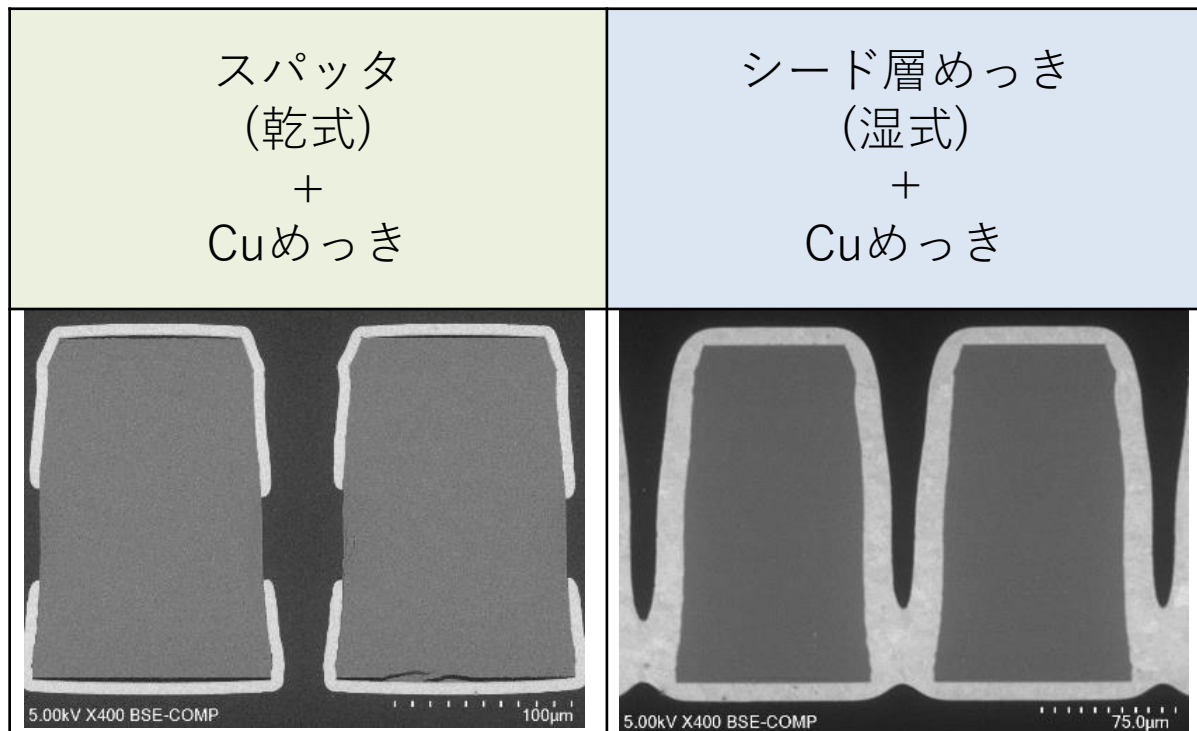 スパッタ
(乾式)
+
Cuめっき
シード層めっき
(湿式)
+
Cuめっき
5.00kV X400 BSE-COMP
100μm
5.00kV X400 BSE-COMP
75.0μm